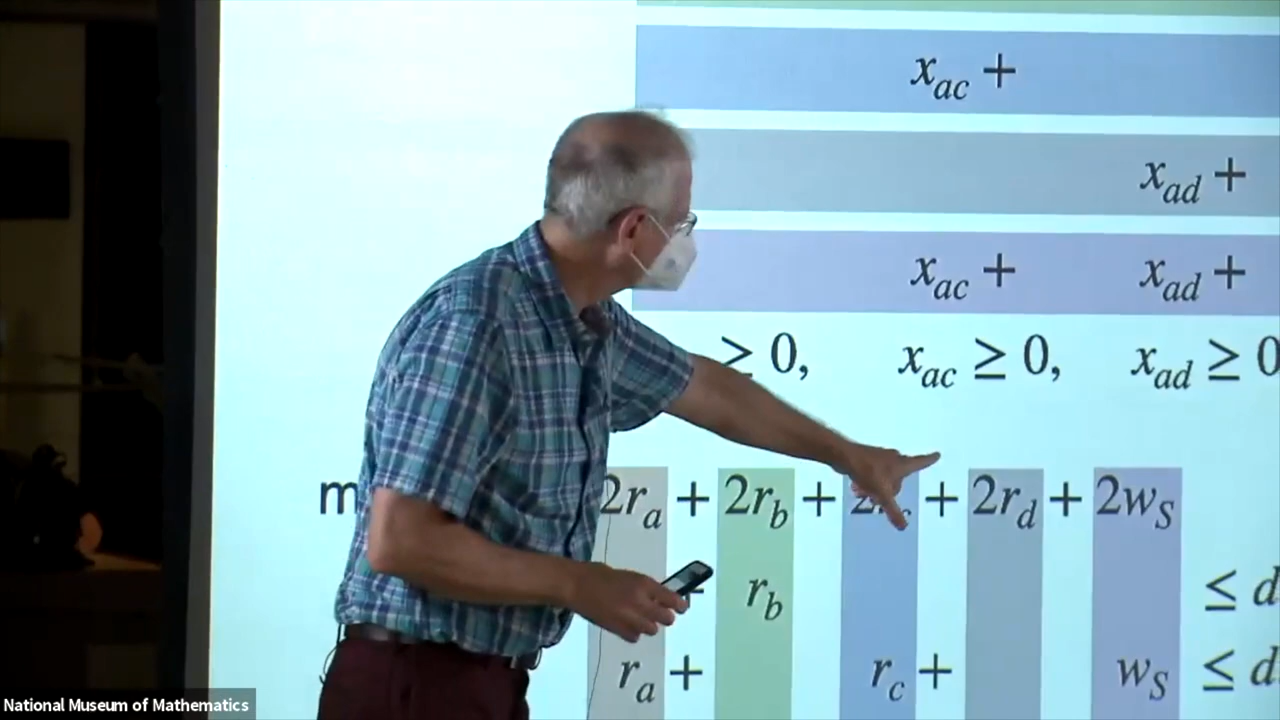 x_ac +
x_ad +
x_ac + x_ad +
≥ 0, x_ac ≥ 0, x_ad ≥ 0
m 2r_a + 2r_b + + 2r_d + 2w_S
r_b ≤ d
r_a + r_c + w_S ≤ d
National Museum of Mathematics